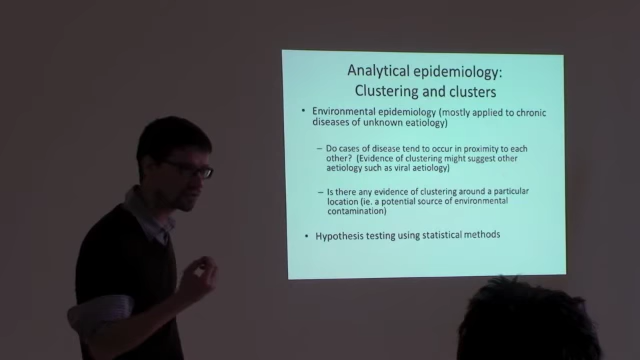 Analytical epidemiology:
Clustering and clusters
• Environmental epidemiology (mostly applied to chronic
diseases of unknown eatiology)
– Do cases of disease tend to occur in proximity to each
other? (Evidence of clustering might suggest other
aetiology such as viral aetiology)
– Is there any evidence of clustering around a particular
location (ie. a potential source of environmental
contamination)
• Hypothesis testing using statistical methods